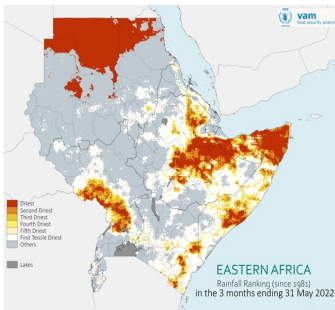 WFP
vam
food security analysis
Driest
Second Driest
Third Driest
Fourth Driest
Fifth Driest
First Tercile Driest
Others
Lakes
EASTERN AFRICA
Rainfall Ranking (since 1981)
in the 3 months ending 31 May 2022